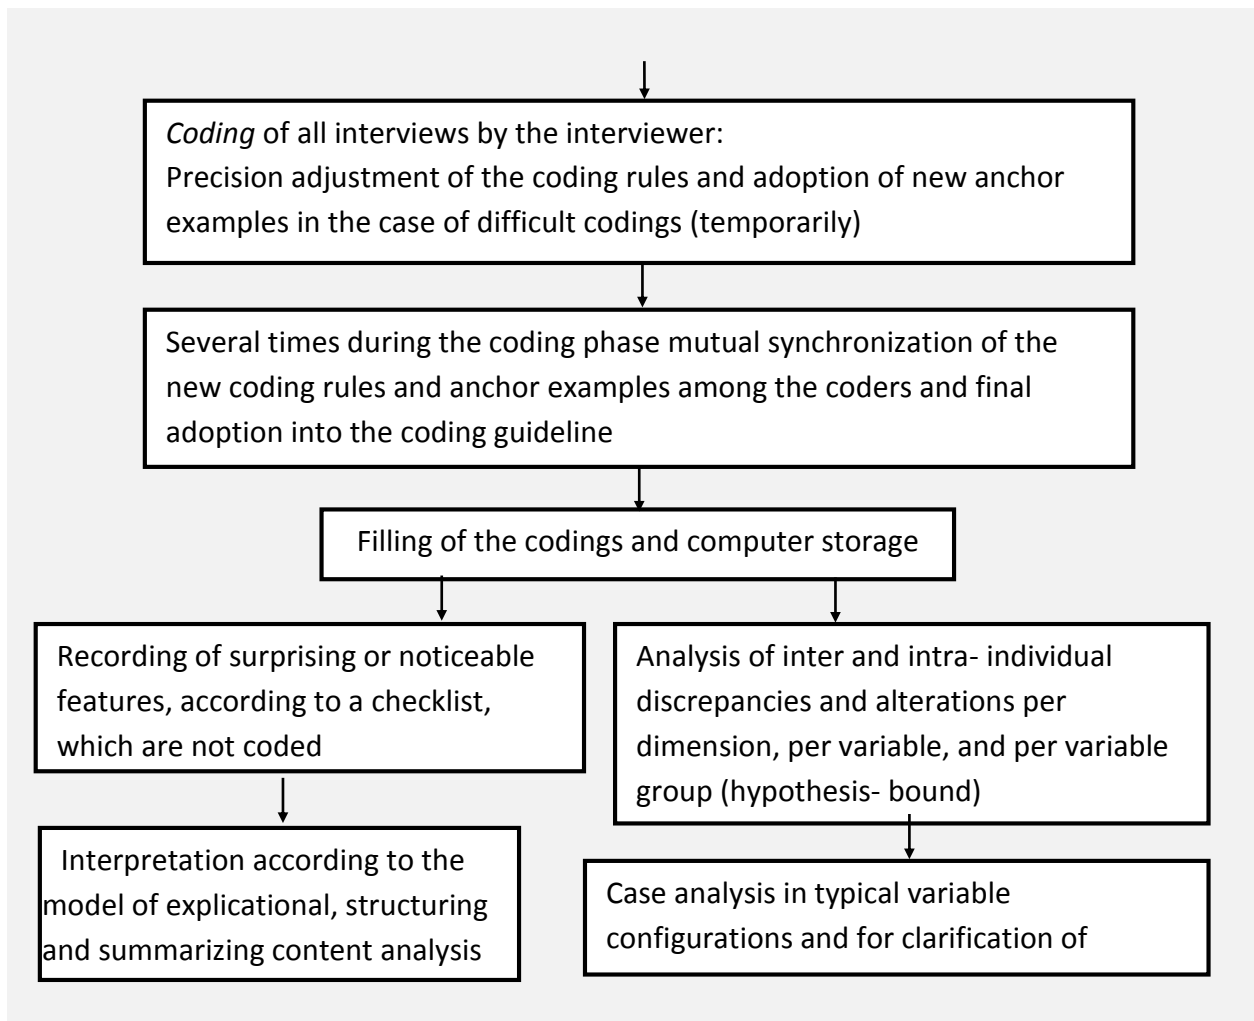 Coding of all interviews by the interviewer:
Precision adjustment of the coding rules and adoption of new anchor
examples in the case of difficult codings (temporarily)
Several times during the coding phase mutual synchronization of the
new coding rules and anchor examples among the coders and final
adoption into the coding guideline
Filling of the codings and computer storage
Recording of surprising or noticeable
features, according to a checklist,
which are not coded
Analysis of inter and intra- individual
discrepancies and alterations per
dimension, per variable, and per variable
group (hypothesis- bound)
Interpretation according to the
model of explicational, structuring
and summarizing content analysis
Case analysis in typical variable
configurations and for clarification of